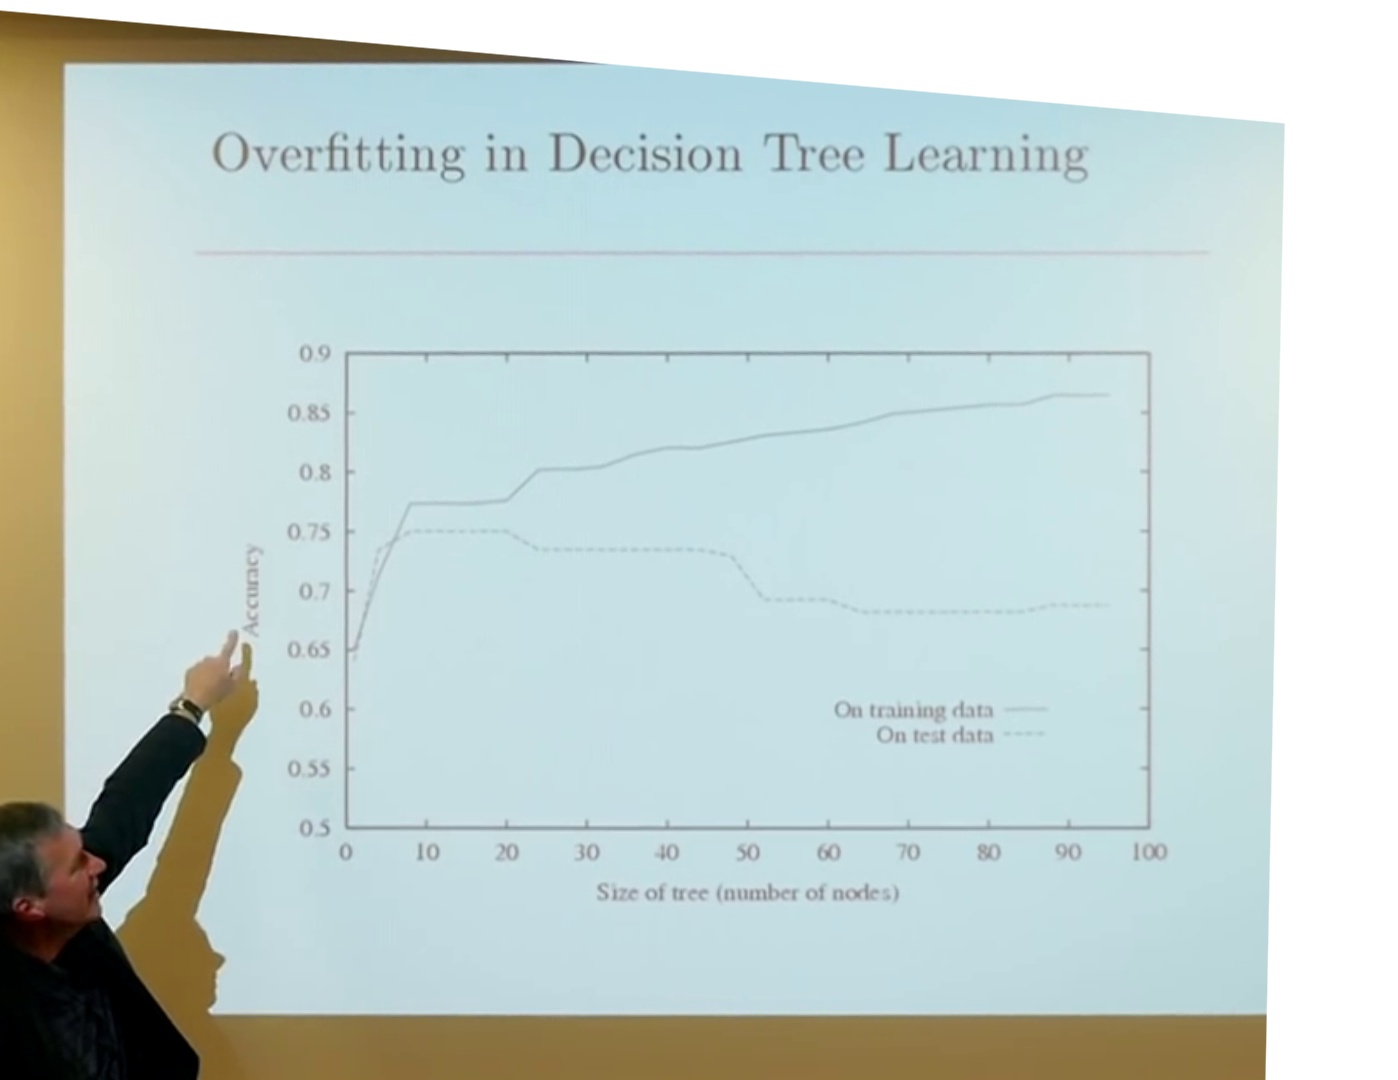 Overfitting in Decision Tree Learning
0.9
0.85
0.8
0.75
0.7
0.65
0.6
0.55
0.5
Accuracy
On training data
On test data
0 10 20 30 40 50 60 70 80 90 100
Size of tree (number of nodes)